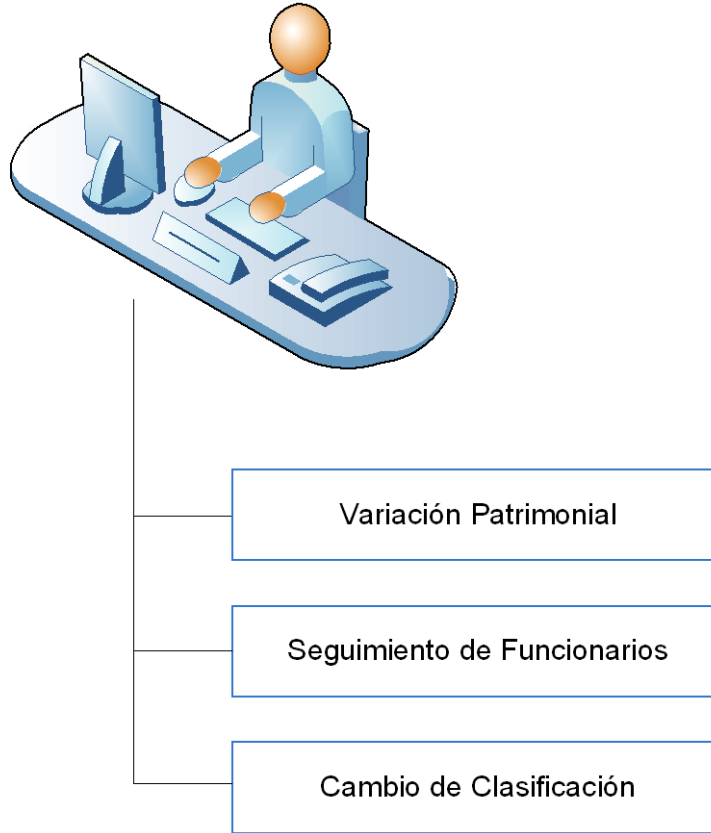 Variación Patrimonial
Seguimiento de Funcionarios
Cambio de Clasificación